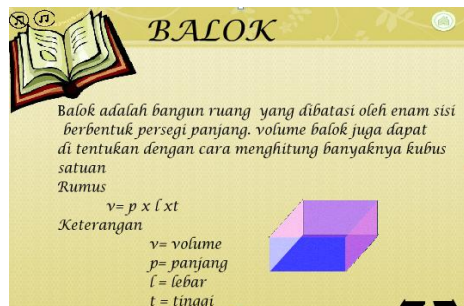 BALOK
Balok adalah bangun ruang yang dibatasi oleh enam sisi
berbentuk persegi panjang. volume balok juga dapat
di tentukan dengan cara menghitung banyaknya kubus
satuan
Rumus
v= p x l xt
Keterangan
v= volume
p= panjang
l = lebar
t = tinggi